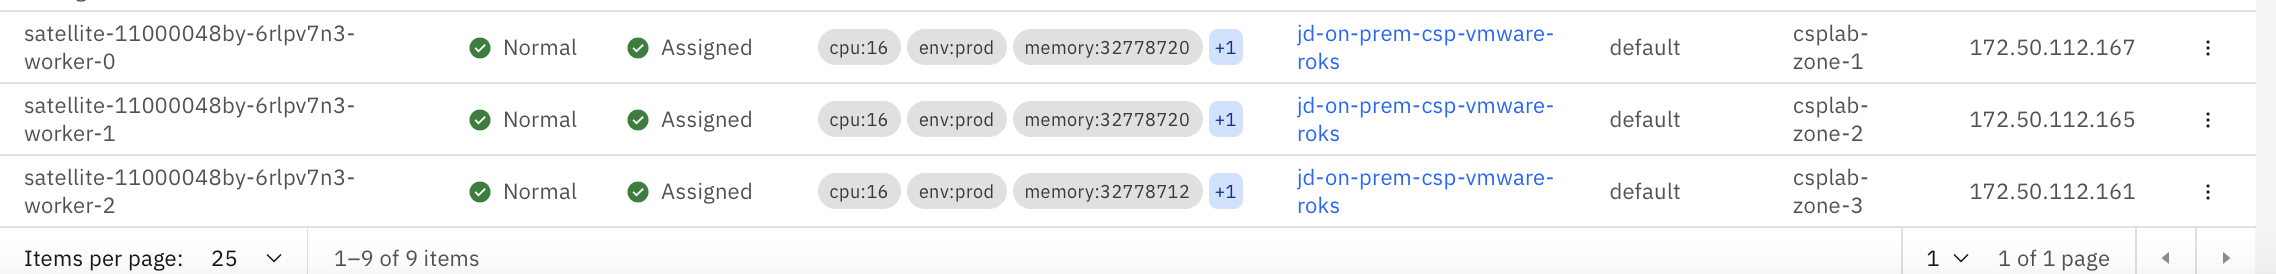 satellite-11000048by-6rlpv7n3-
worker-0
Normal
Assigned
cpu:16
env:prod
memory:32778720
+1
jd-on-prem-csp-vmware-
roks
default
csplab-
zone-1
172.50.112.167
satellite-11000048by-6rlpv7n3-
worker-1
Normal
Assigned
cpu:16
env:prod
memory:32778720
+1
jd-on-prem-csp-vmware-
roks
default
csplab-
zone-2
172.50.112.165
satellite-11000048by-6rlpv7n3-
worker-2
Normal
Assigned
cpu:16
env:prod
memory:32778712
+1
jd-on-prem-csp-vmware-
roks
default
csplab-
zone-3
172.50.112.161
Items per page: 25
1–9 of 9 items
1
1 of 1 page